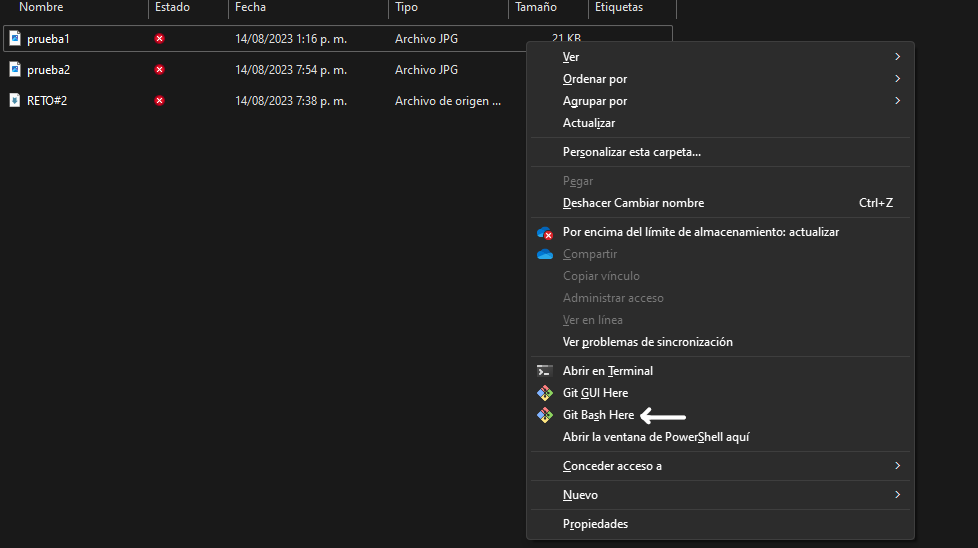 Nombre Estado Fecha Tipo Tamaño Etiquetas
prueba1 14/08/2023 1:16 p. m. Archivo JPG 21 KB
prueba2 14/08/2023 7:54 p. m. Archivo JPG
RETO#2 14/08/2023 7:38 p. m. Archivo de origen ...
Ver
Ordenar por
Agrupar por
Actualizar
Personalizar esta carpeta...
Pegar
Deshacer Cambiar nombre Ctrl+Z
Por encima del límite de almacenamiento: actualizar
Compartir
Copiar vínculo
Administrar acceso
Ver en línea
Ver problemas de sincronización
Abrir en Terminal
Git GUI Here
Git Bash Here
Abrir la ventana de PowerShell aquí
Conceder acceso a
Nuevo
Propiedades